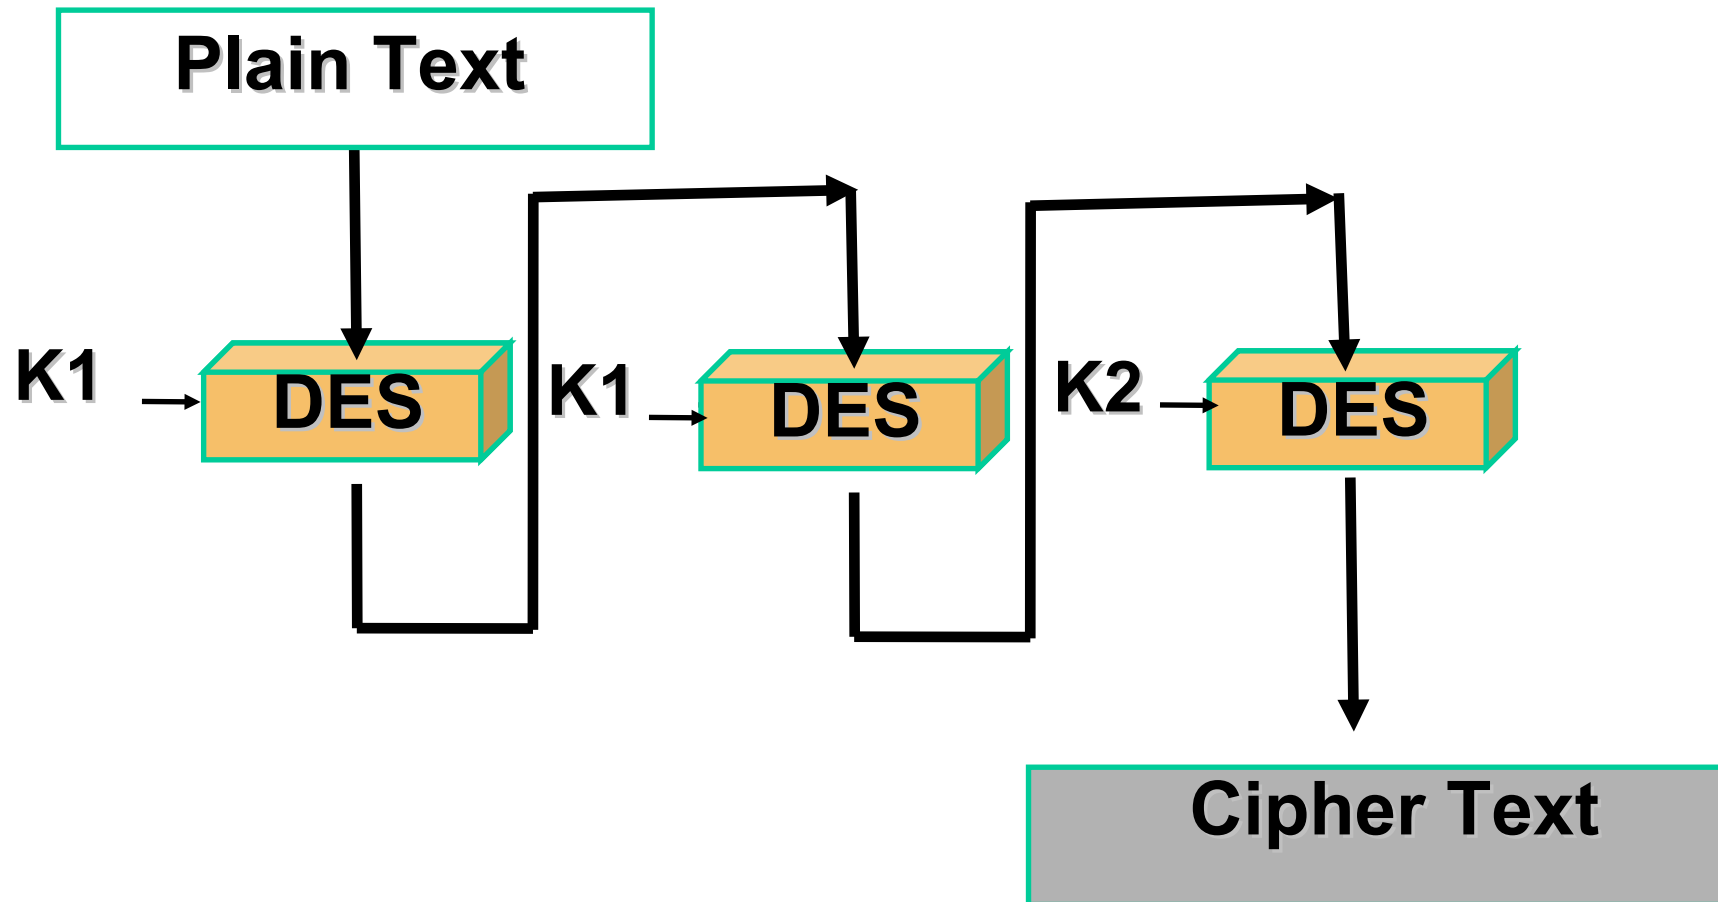 Plain Text
K1
DES
K1
DES
K2
DES
Cipher Text